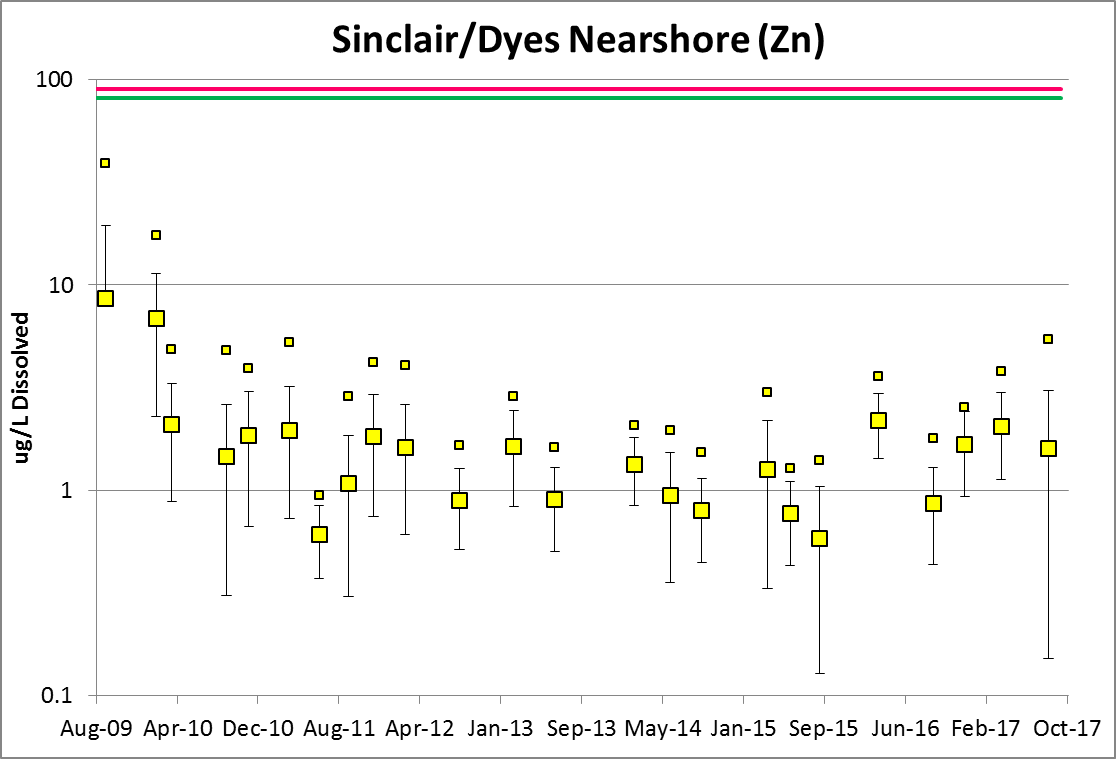 Sinclair/Dyes Nearshore (Zn)
100
10
1
0.1
ug/L Dissolved
Aug-09 Apr-10 Dec-10 Aug-11 Apr-12 Jan-13 Sep-13 May-14 Jan-15 Sep-15 Jun-16 Feb-17 Oct-17